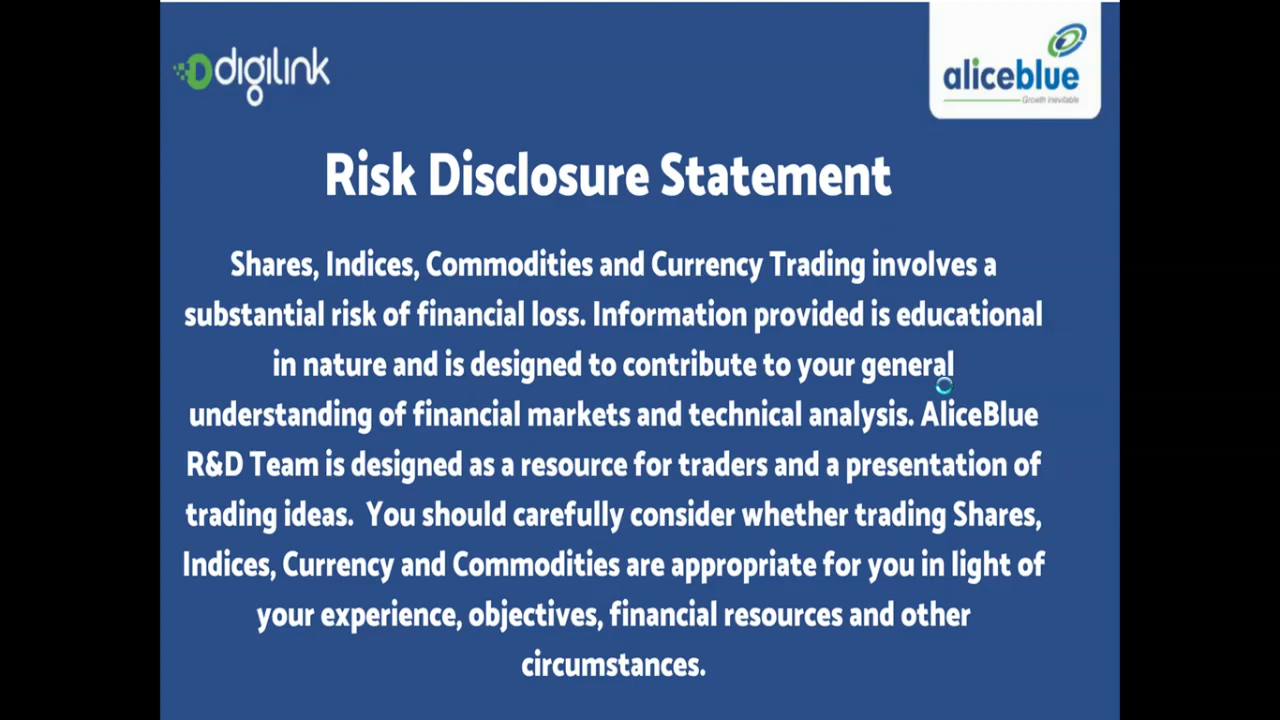 digilink
aliceblue
Growth Inevitable
Risk Disclosure Statement
Shares, Indices, Commodities and Currency Trading involves a
substantial risk of financial loss. Information provided is educational
in nature and is designed to contribute to your general
understanding of financial markets and technical analysis. AliceBlue
R&D Team is designed as a resource for traders and a presentation of
trading ideas.  You should carefully consider whether trading Shares,
Indices, Currency and Commodities are appropriate for you in light of
your experience, objectives, financial resources and other
circumstances.